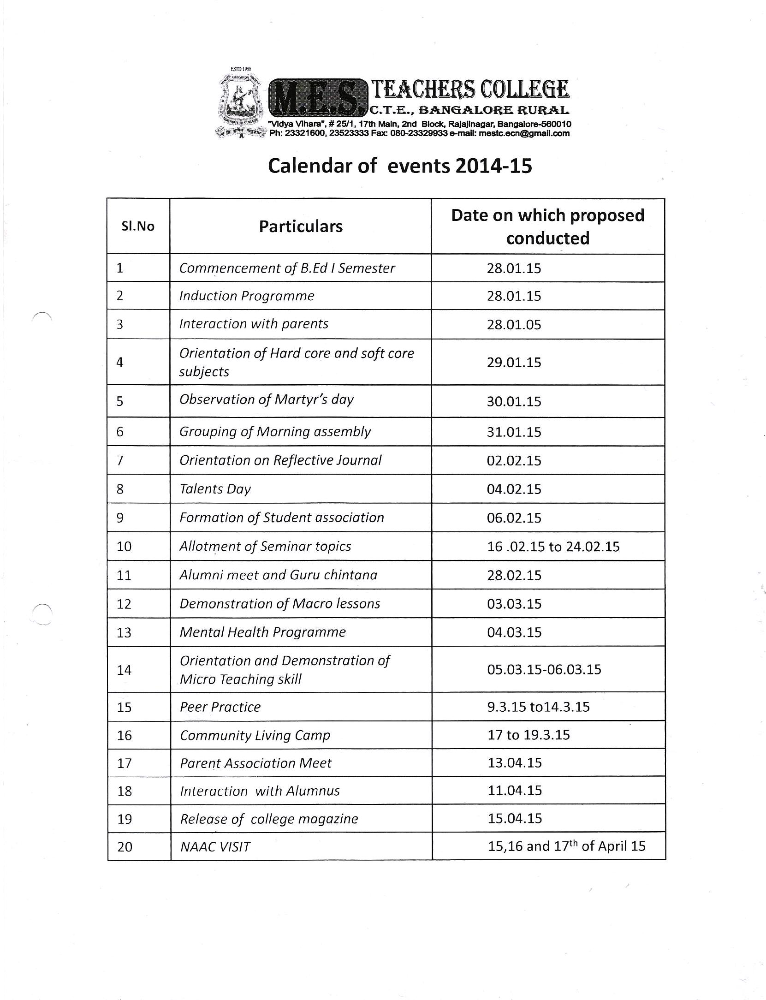 ESTD:1958
M.E.S. TEACHERS COLLEGE
C.T.E., BANGALORE RURAL
"Vidya Vihara", # 25/1, 17th Main, 2nd Block, Rajajinagar, Bangalore-560010
Ph: 23321600, 23523333 Fax: 080-23329933 e-mail: mestc.ecn@gmail.com
Calendar of events 2014-15
Sl.No Particulars Date on which proposed
conducted
1 Commencement of B.Ed I Semester 28.01.15
2 Induction Programme 28.01.15
3 Interaction with parents 28.01.05
4 Orientation of Hard core and soft core
subjects 29.01.15
5 Observation of Martyr's day 30.01.15
6 Grouping of Morning assembly 31.01.15
7 Orientation on Reflective Journal 02.02.15
8 Talents Day 04.02.15
9 Formation of Student association 06.02.15
10 Allotment of Seminar topics 16 .02.15 to 24.02.15
11 Alumni meet and Guru chintana 28.02.15
12 Demonstration of Macro lessons 03.03.15
13 Mental Health Programme 04.03.15
14 Orientation and Demonstration of
Micro Teaching skill 05.03.15-06.03.15
15 Peer Practice 9.3.15 to14.3.15
16 Community Living Camp 17 to 19.3.15
17 Parent Association Meet 13.04.15
18 Interaction with Alumnus 11.04.15
19 Release of college magazine 15.04.15
20 NAAC VISIT 15,16 and 17th of April 15